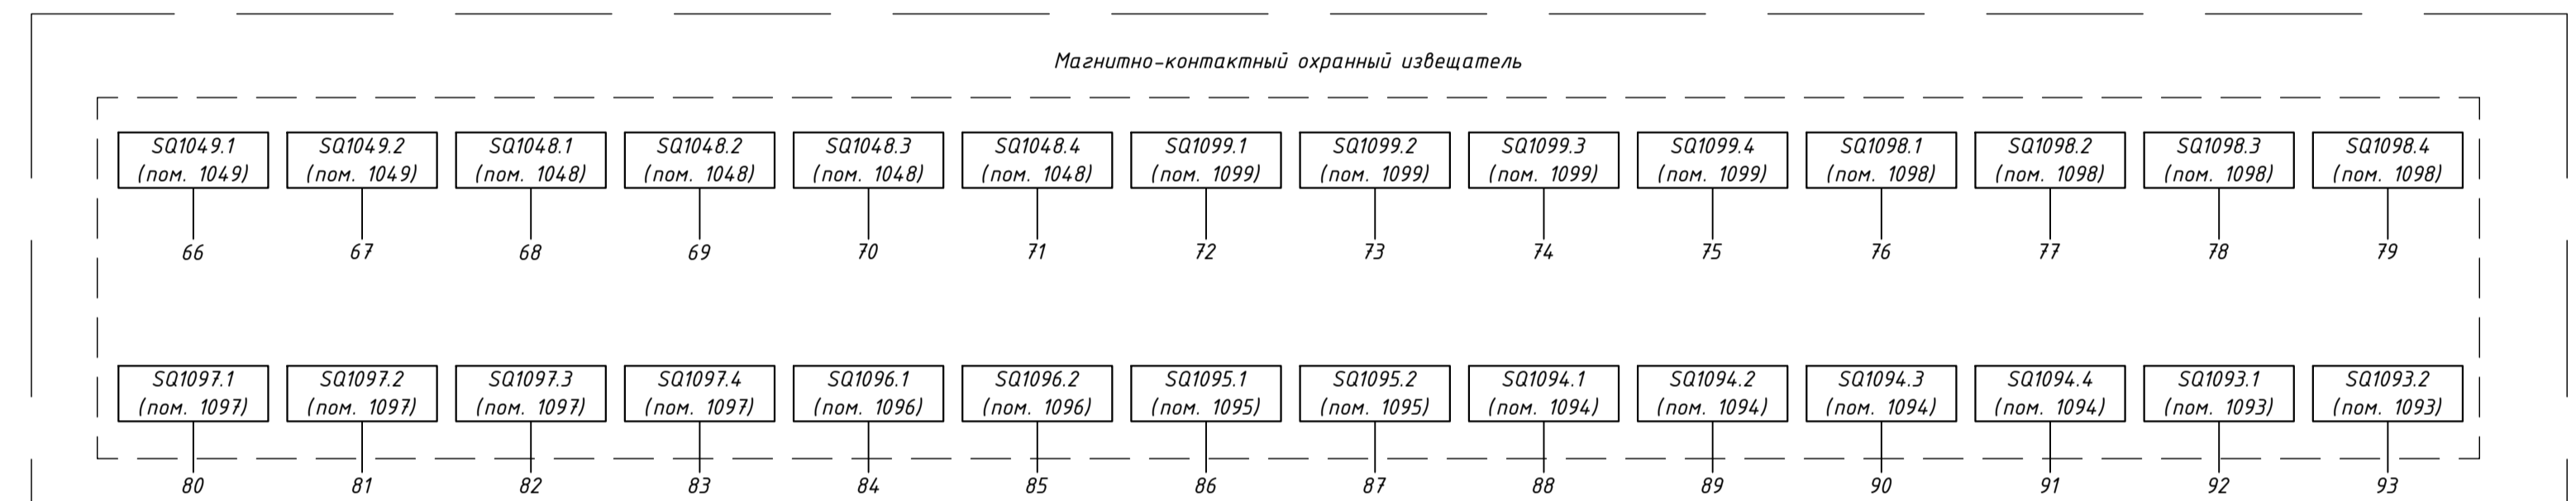 Магнитно-контактный охранный извещатель
SQ1049.1 SQ1049.2 SQ1048.1 SQ1048.2 SQ1048.3 SQ1048.4 SQ1099.1 SQ1099.2 SQ1099.3 SQ1099.4 SQ1098.1 SQ1098.2 SQ1098.3 SQ1098.4
(пом. 1049) (пом. 1049) (пом. 1048) (пом. 1048) (пом. 1048) (пом. 1048) (пом. 1099) (пом. 1099) (пом. 1099) (пом. 1099) (пом. 1098) (пом. 1098) (пом. 1098) (пом. 1098)
66 67 68 69 70 71 72 73 74 75 76 77 78 79
SQ1097.1 SQ1097.2 SQ1097.3 SQ1097.4 SQ1096.1 SQ1096.2 SQ1095.1 SQ1095.2 SQ1094.1 SQ1094.2 SQ1094.3 SQ1094.4 SQ1093.1 SQ1093.2
(пом. 1097) (пом. 1097) (пом. 1097) (пом. 1097) (пом. 1096) (пом. 1096) (пом. 1095) (пом. 1095) (пом. 1094) (пом. 1094) (пом. 1094) (пом. 1094) (пом. 1093) (пом. 1093)
80 81 82 83 84 85 86 87 88 89 90 91 92 93